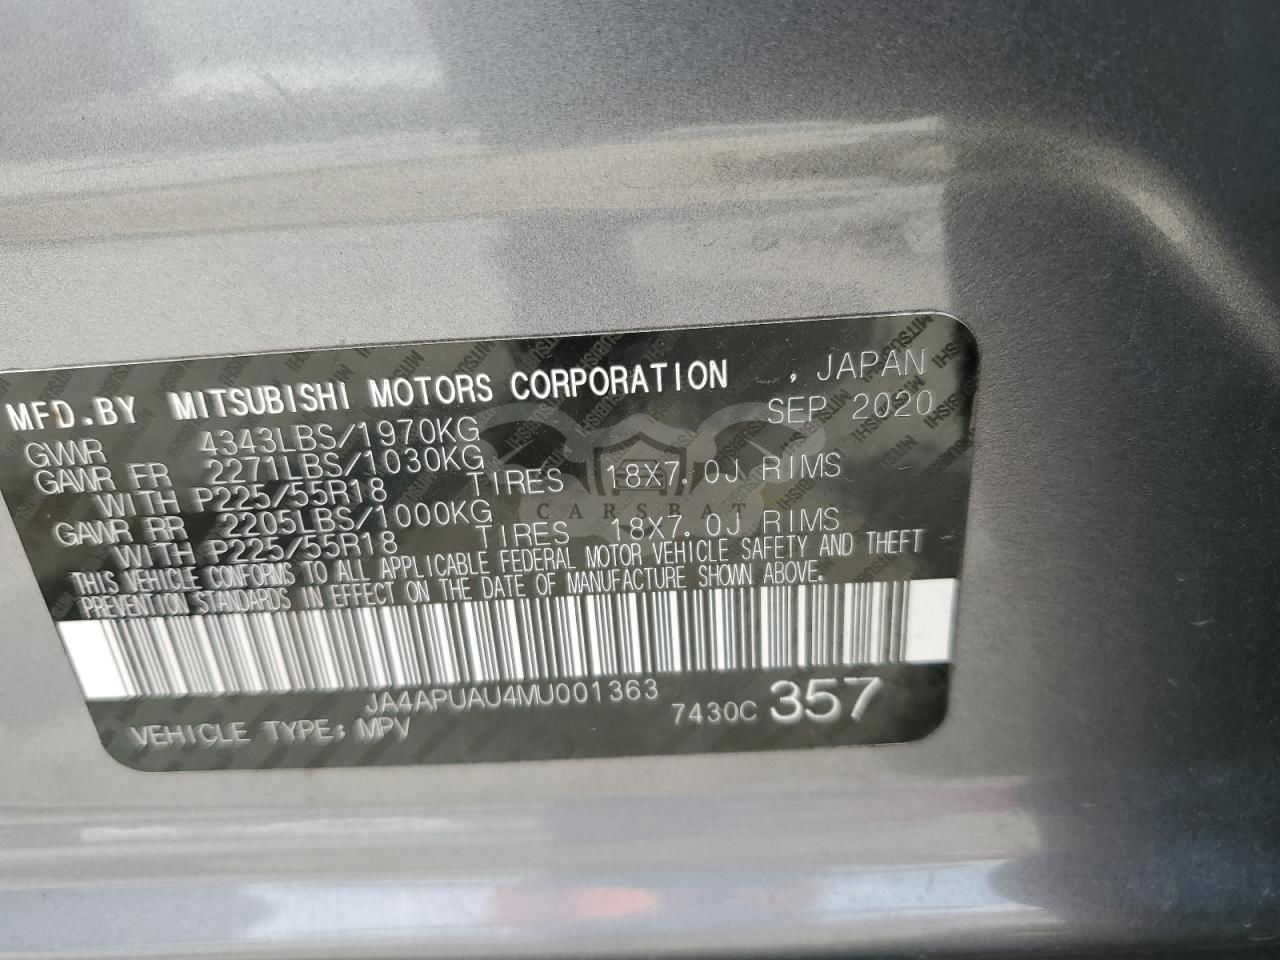 MFD.BY MITSUBISHI MOTORS CORPORATION , JAPAN
SEP 2020
GVWR 4343LBS/1970KG
GAWR FR 2271LBS/1030KG
WITH P225/55R18 TIRES 18X7.0J RIMS
GAWR RR 2205LBS/1000KG
WITH P225/55R18 TIRES 18X7.0J RIMS
THIS VEHICLE CONFORMS TO ALL APPLICABLE FEDERAL MOTOR VEHICLE SAFETY AND THEFT
PREVENTION STANDARDS IN EFFECT ON THE DATE OF MANUFACTURE SHOWN ABOVE.
JA4APUAU4MU001363
VEHICLE TYPE: MPV 7430C 357
CARSBAT